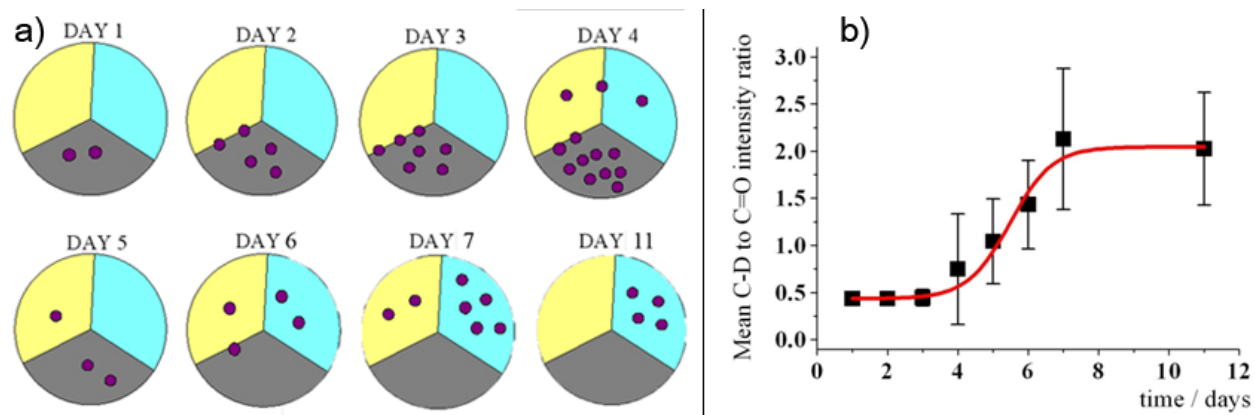 a)
DAY 1
DAY 2
DAY 3
DAY 4
DAY 5
DAY 6
DAY 7
DAY 11
b)
Mean C-D to C=O intensity ratio
3.0
2.5
2.0
1.5
1.0
0.5
0.0
0 2 4 6 8 10 12
time / days